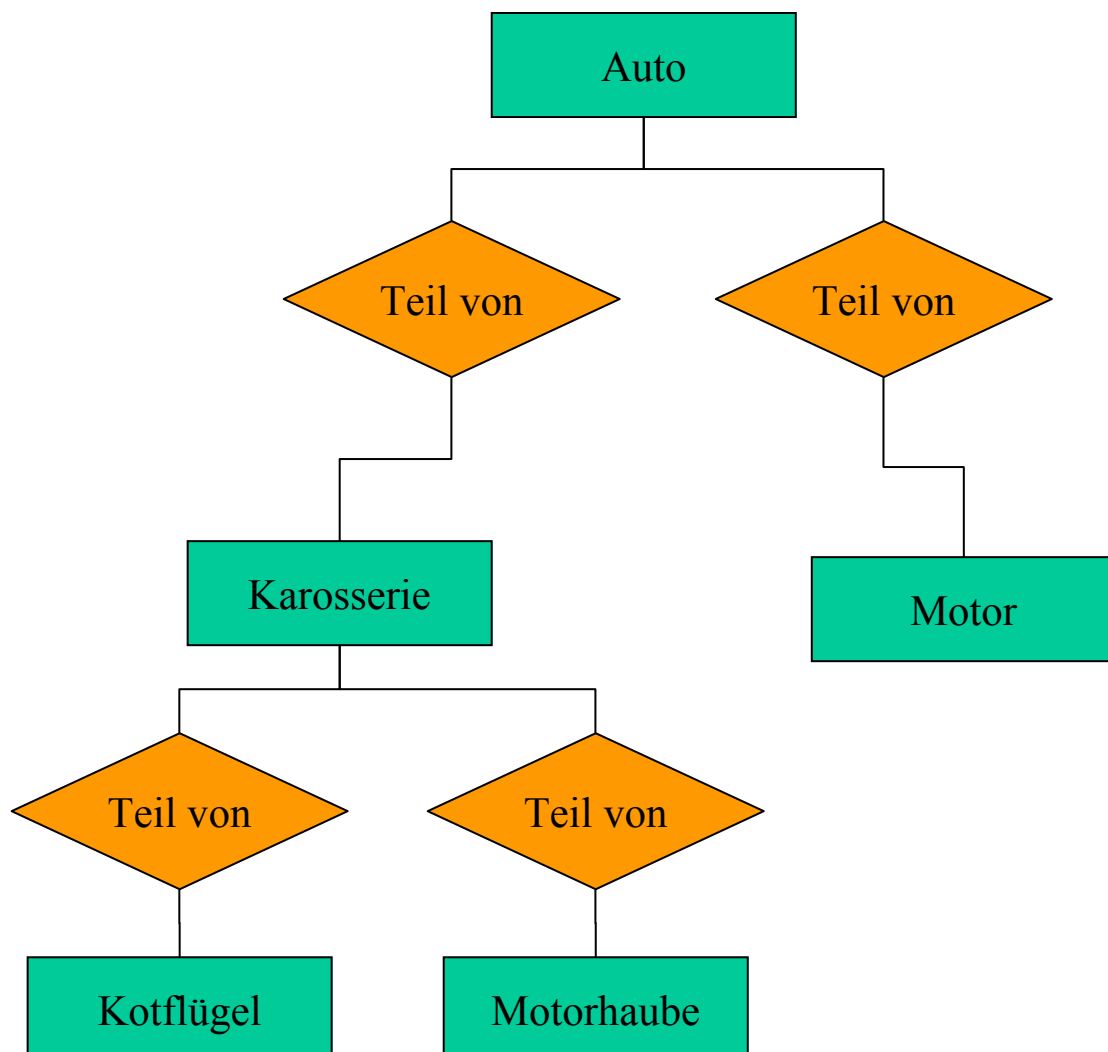 Auto
Teil von
Teil von
Karosserie
Motor
Teil von
Teil von
Kotflügel
Motorhaube